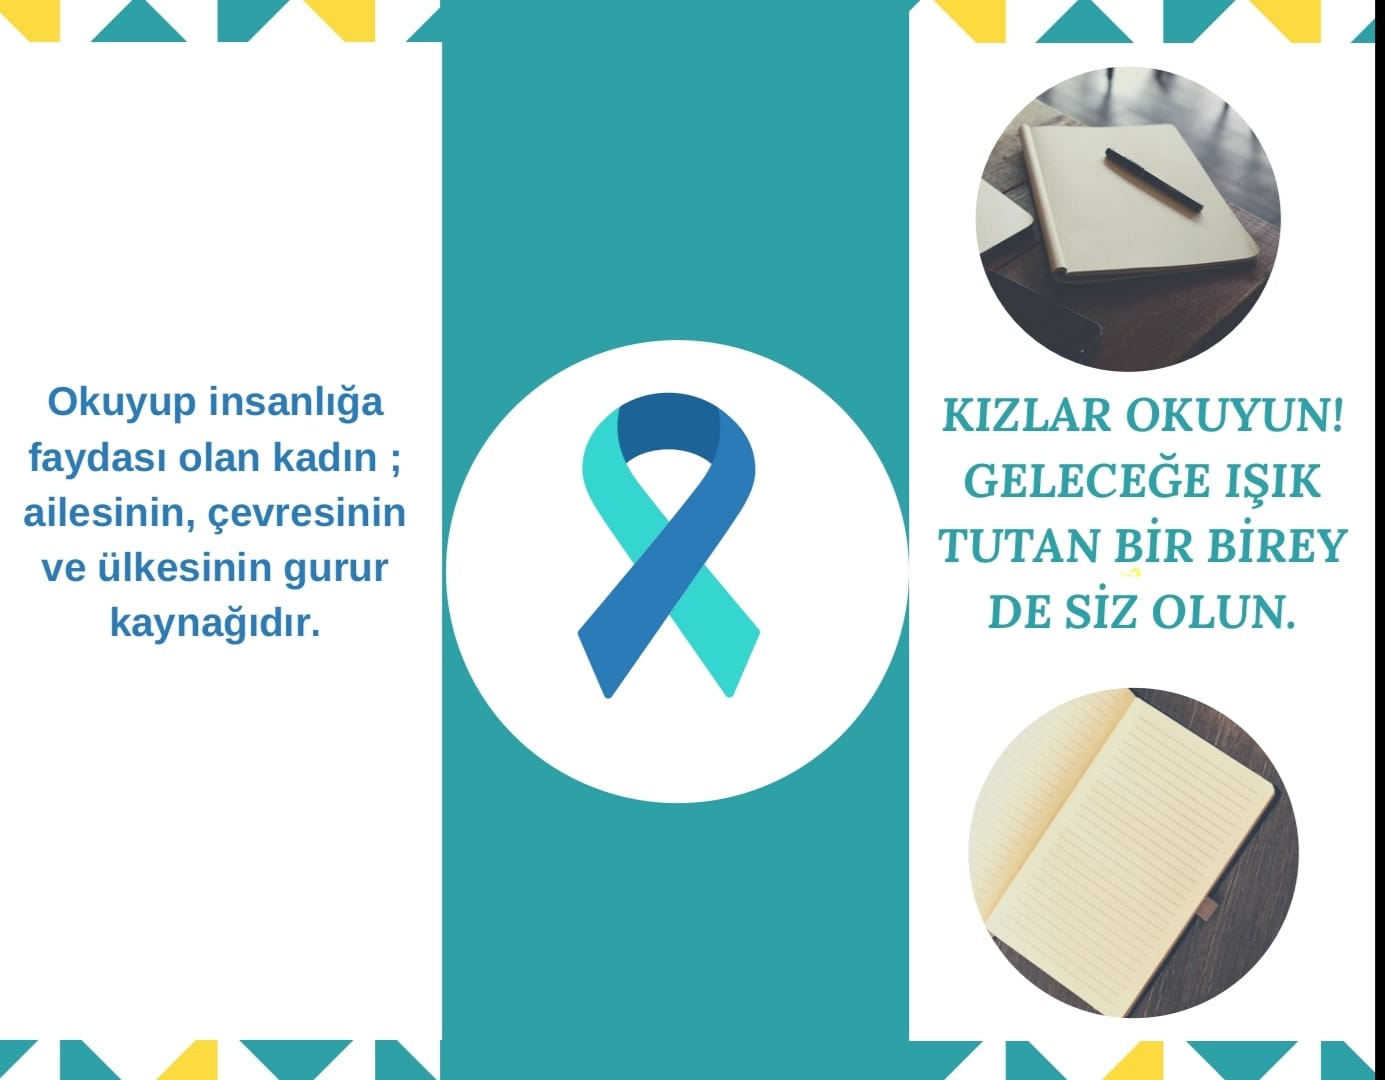 Okuyup insanlığa
faydası olan kadın ;
ailesinin, çevresinin
ve ülkesinin gurur
kaynağıdır.
KIZLAR OKUYUN!
GELECEĞE IŞIK
TUTAN BİR BİREY
DE SİZ OLUN.